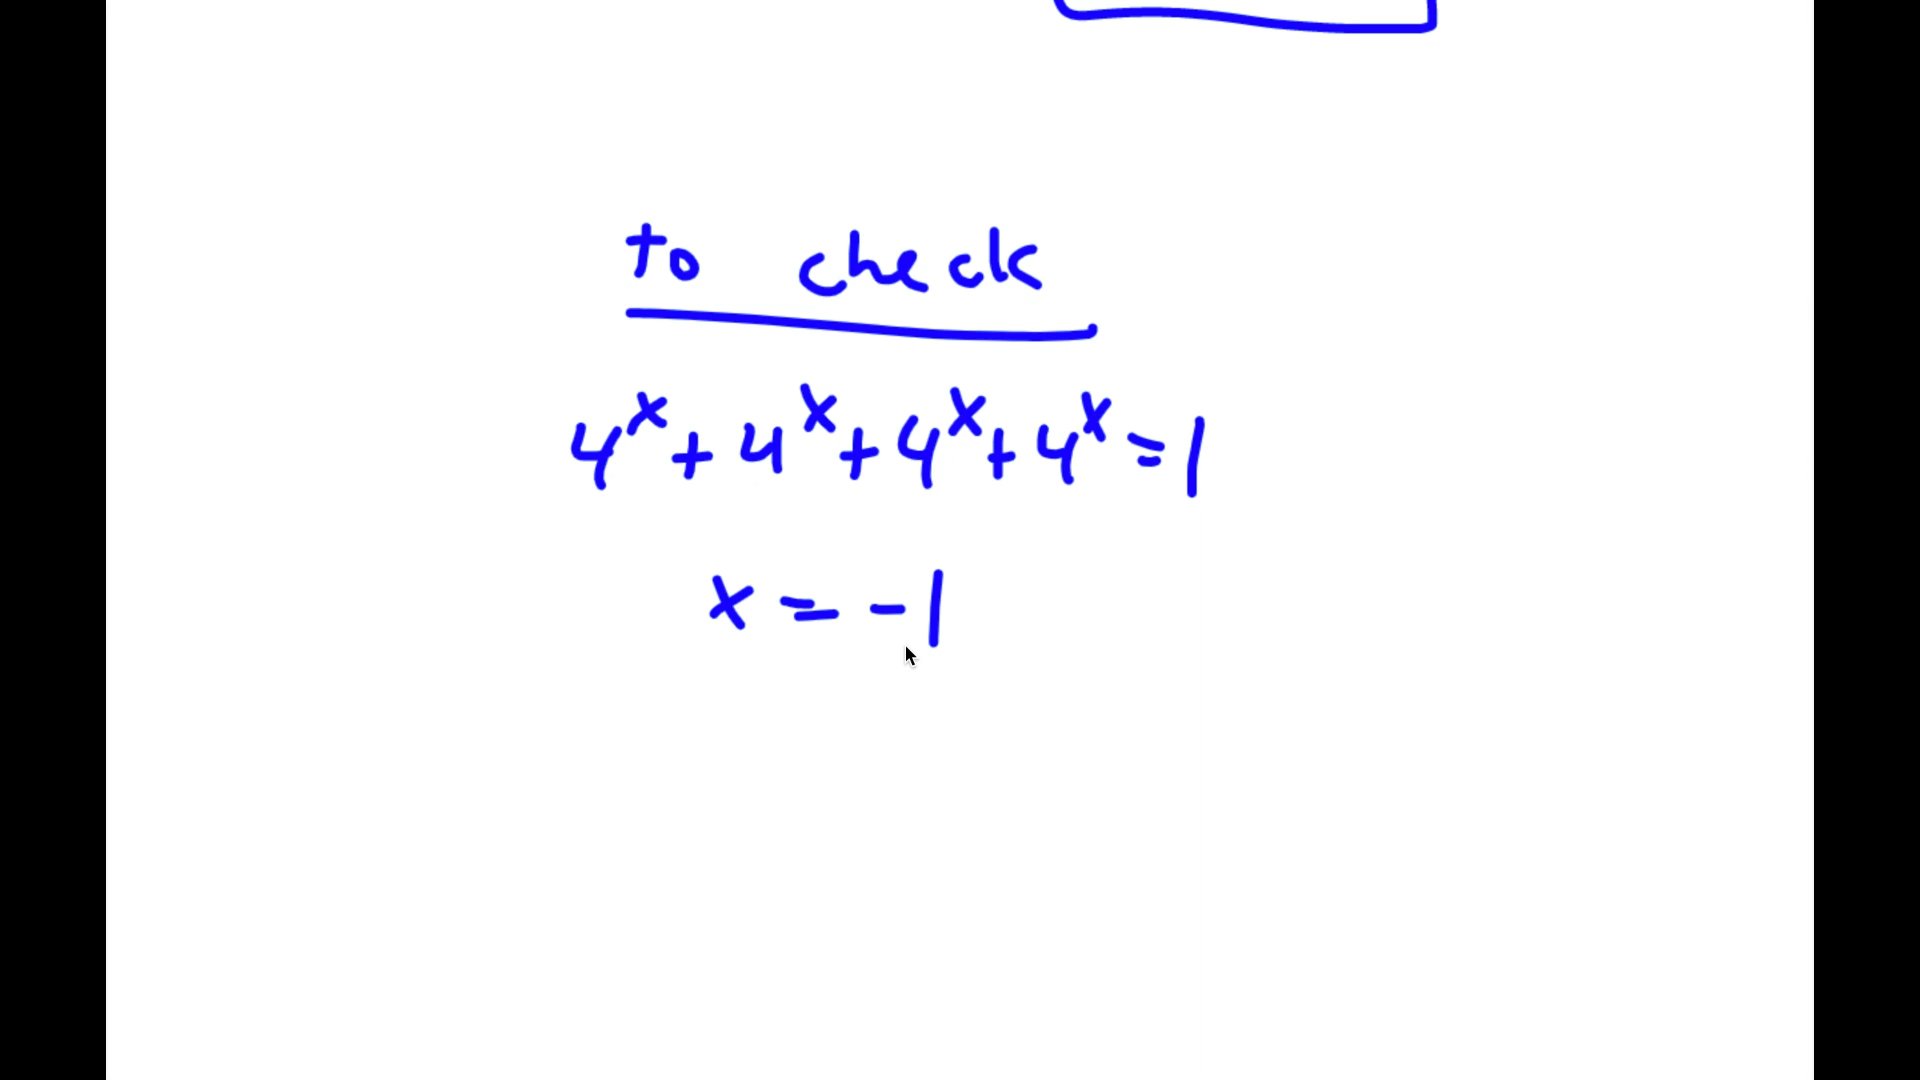 to check
4^x + 4^x + 4^x + 4^x = 1
x = -1